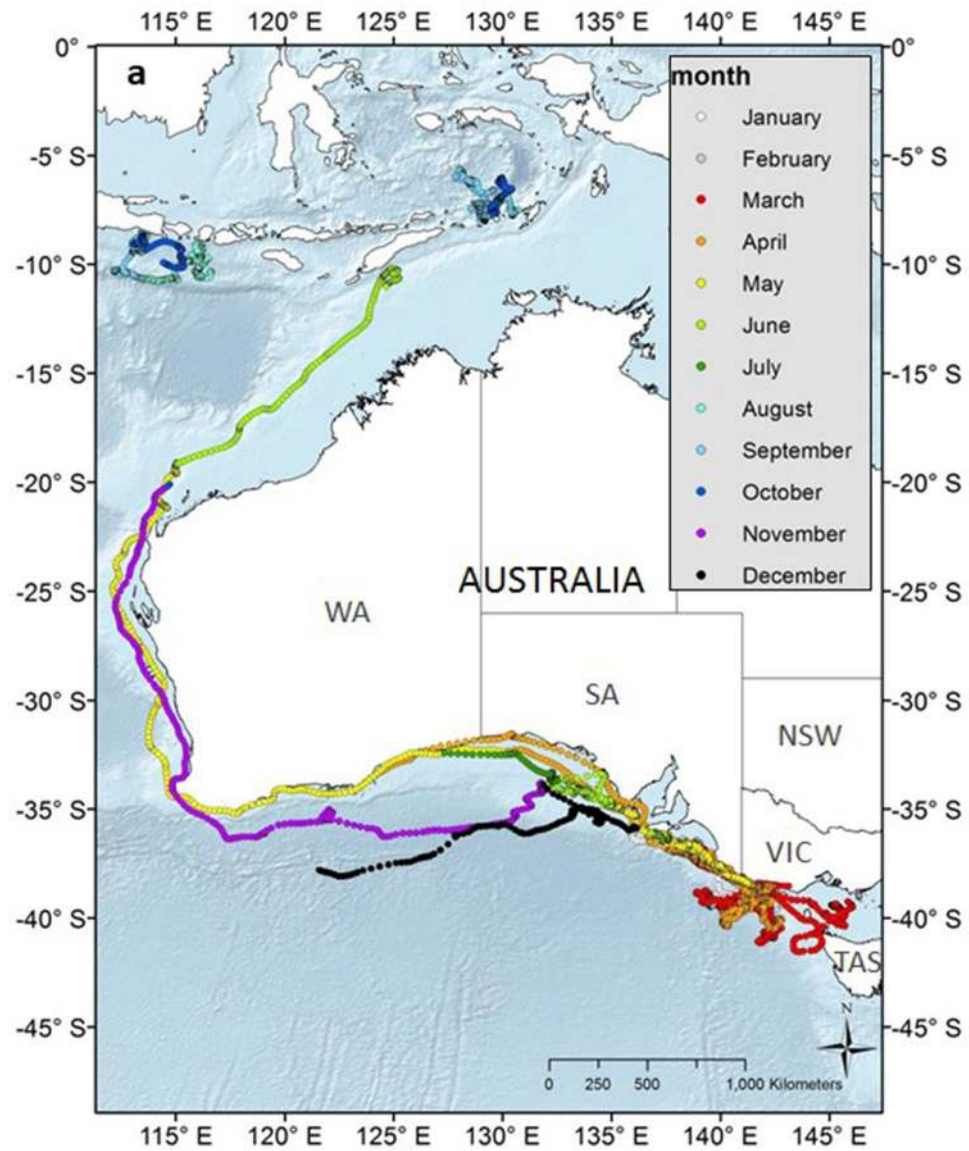 115° E 120° E 125° E 130° E 135° E 140° E 145° E
0° 0°
a
month
January
February
-5° S -5° S
March
April
-10° S -10° S
May
June
-15° S -15° S
July
August
September
-20° S -20° S
October
November
December
AUSTRALIA
-25° S -25° S
WA
SA
-30° S -30° S
NSW
-35° S -35° S
VIC
-40° S -40° S
TAS
N
-45° S -45° S
0 250 500 1,000 Kilometers
115° E 120° E 125° E 130° E 135° E 140° E 145° E